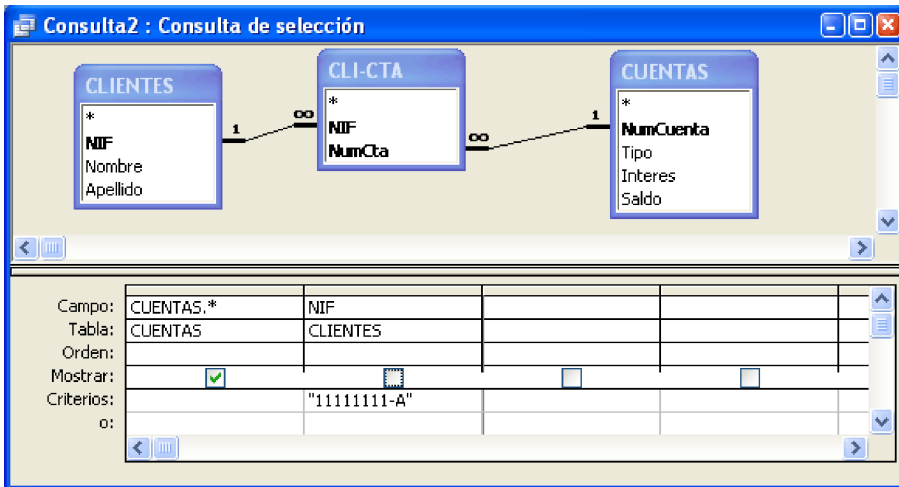 Consulta2 : Consulta de selección
CLIENTES
*
NIF
Nombre
Apellido
1
∞
CLI-CTA
*
NIF
NumCta
∞
1
CUENTAS
*
NumCuenta
Tipo
Interes
Saldo
Campo: CUENTAS.* NIF
Tabla: CUENTAS CLIENTES
Orden:
Mostrar:
Criterios: "11111111-A"
o: